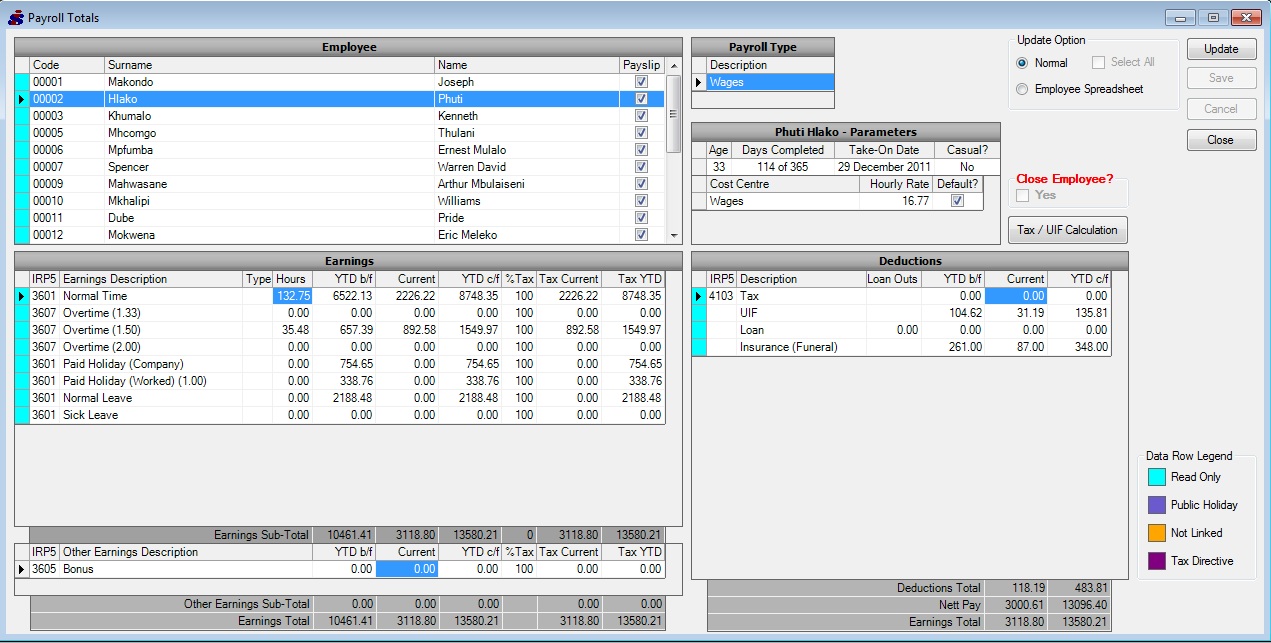 Payroll Totals
Employee
Code Surname Name Payslip
00001 Makondo Joseph
00002 Hlako Phuti
00003 Khumalo Kenneth
00005 Mhcomgo Thulani
00006 Mpfumba Ernest Mulalo
00007 Spencer Warren David
00009 Mahwasane Arthur Mbulaiseni
00010 Mkhalipi Williams
00011 Dube Pride
00012 Mokwena Eric Meleko
Payroll Type
Description
Wages
Phuti Hlako - Parameters
Age Days Completed Take-On Date Casual?
33 114 of 365 29 December 2011 No
Cost Centre Hourly Rate Default?
Wages 16.77
Update Option
Normal Select All
Employee Spreadsheet
Close Employee?
Yes
Tax / UIF Calculation
Update
Save
Cancel
Close
Earnings
IRP5 Earnings Description Type Hours YTD b/f Current YTD c/f %Tax Tax Current Tax YTD
3601 Normal Time 132.75 6522.13 2226.22 8748.35 100 2226.22 8748.35
3607 Overtime (1.33) 0.00 0.00 0.00 0.00 100 0.00 0.00
3607 Overtime (1.50) 35.48 657.39 892.58 1549.97 100 892.58 1549.97
3607 Overtime (2.00) 0.00 0.00 0.00 0.00 100 0.00 0.00
3601 Paid Holiday (Company) 0.00 754.65 0.00 754.65 100 0.00 754.65
3601 Paid Holiday (Worked) (1.00) 0.00 338.76 0.00 338.76 100 0.00 338.76
3601 Normal Leave 0.00 2188.48 0.00 2188.48 100 0.00 2188.48
3601 Sick Leave 0.00 0.00 0.00 0.00 100 0.00 0.00
Earnings Sub-Total 10461.41 3118.80 13580.21 0 3118.80 13580.21
IRP5 Other Earnings Description YTD b/f Current YTD c/f %Tax Tax Current Tax YTD
3605 Bonus 0.00 0.00 0.00 100 0.00 0.00
Other Earnings Sub-Total 0.00 0.00 0.00 0.00 0.00
Earnings Total 10461.41 3118.80 13580.21 3118.80 13580.21
Deductions
IRP5 Description Loan Outs YTD b/f Current YTD c/f
4103 Tax 0.00 0.00 0.00
UIF 104.62 31.19 135.81
Loan 0.00 0.00 0.00 0.00
Insurance (Funeral) 261.00 87.00 348.00
Deductions Total 118.19 483.81
Nett Pay 3000.61 13096.40
Earnings Total 3118.80 13580.21
Data Row Legend
Read Only
Public Holiday
Not Linked
Tax Directive